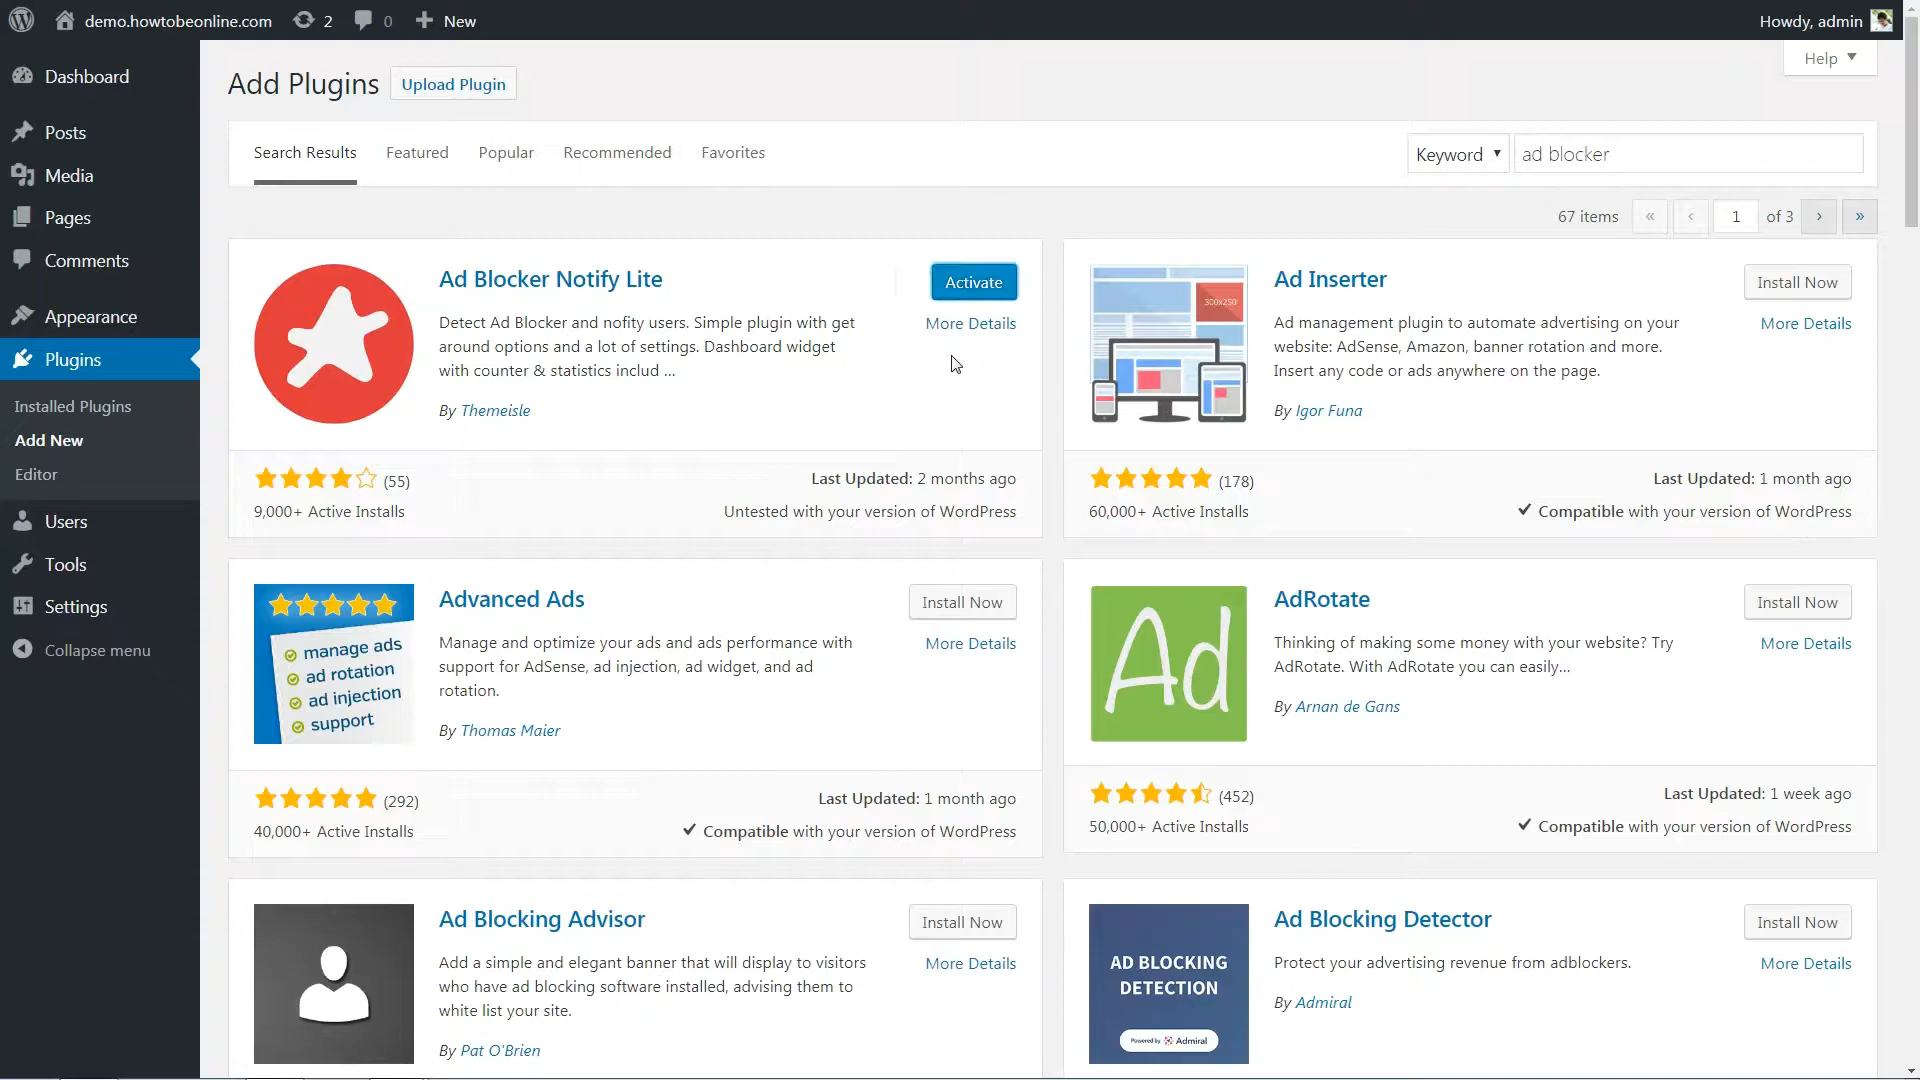 demo.howtobeonline.com 2 0 New Howdy, admin
Help
Dashboard
Posts
Media
Pages
Comments
Appearance
Plugins
Installed Plugins
Add New
Editor
Users
Tools
Settings
Collapse menu
Add Plugins Upload Plugin
Search Results Featured Popular Recommended Favorites Keyword ad blocker
67 items « ‹ 1 of 3 › »
Ad Blocker Notify Lite
Activate
More Details
Detect Ad Blocker and nofity users. Simple plugin with get
around options and a lot of settings. Dashboard widget
with counter & statistics includ ...
By Themeisle
(55)
Last Updated: 2 months ago
9,000+ Active Installs
Untested with your version of WordPress
300x250
Ad Inserter
Install Now
More Details
Ad management plugin to automate advertising on your
website: AdSense, Amazon, banner rotation and more.
Insert any code or ads anywhere on the page.
By Igor Funa
(178)
Last Updated: 1 month ago
60,000+ Active Installs
Compatible with your version of WordPress
manage ads
ad rotation
ad injection
support
Advanced Ads
Install Now
More Details
Manage and optimize your ads and ads performance with
support for AdSense, ad injection, ad widget, and ad
rotation.
By Thomas Maier
(292)
Last Updated: 1 month ago
40,000+ Active Installs
Compatible with your version of WordPress
Ad
AdRotate
Install Now
More Details
Thinking of making some money with your website? Try
AdRotate. With AdRotate you can easily...
By Arnan de Gans
(452)
Last Updated: 1 week ago
50,000+ Active Installs
Compatible with your version of WordPress
Ad Blocking Advisor
Install Now
More Details
Add a simple and elegant banner that will display to visitors
who have ad blocking software installed, advising them to
white list your site.
By Pat O'Brien
AD BLOCKING
DETECTION
Powered by Admiral
Ad Blocking Detector
Install Now
More Details
Protect your advertising revenue from adblockers.
By Admiral